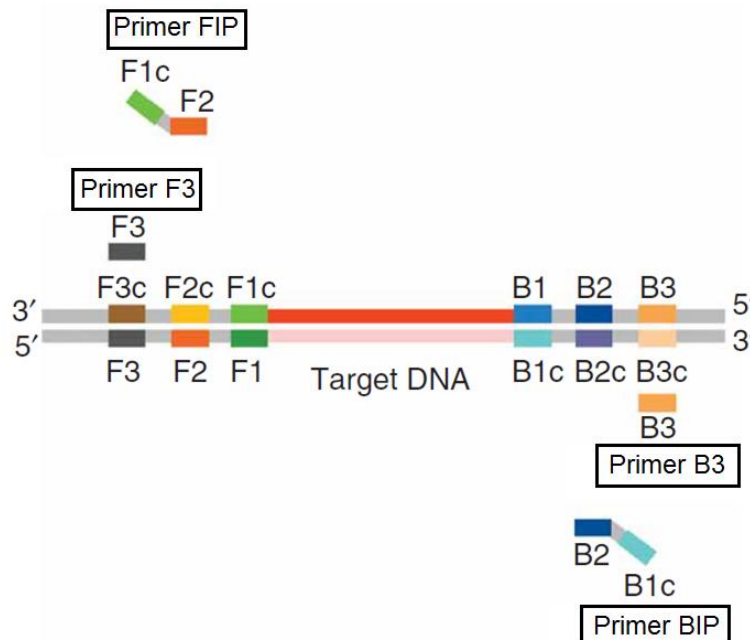 Primer FIP
F1c
F2
Primer F3
F3
F3c F2c F1c B1 B2 B3
3′ 5
5′ 3
F3 F2 F1 Target DNA B1c B2c B3c
B3
Primer B3
B2
B1c
Primer BIP